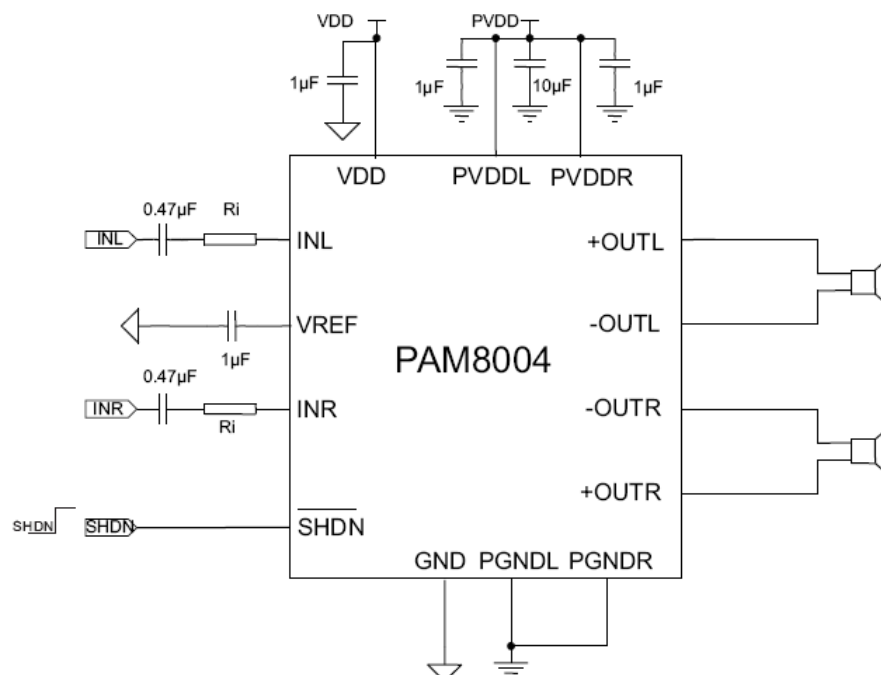 VDD PVDD
1µF 1µF 10µF 1µF
VDD PVDDL PVDDR
0.47µF Ri
INL INL +OUTL
VREF -OUTL
1µF
PAM8004
0.47µF
INR INR -OUTR
Ri
+OUTR
SHDN SHDN SHDN
GND PGNDL PGNDR